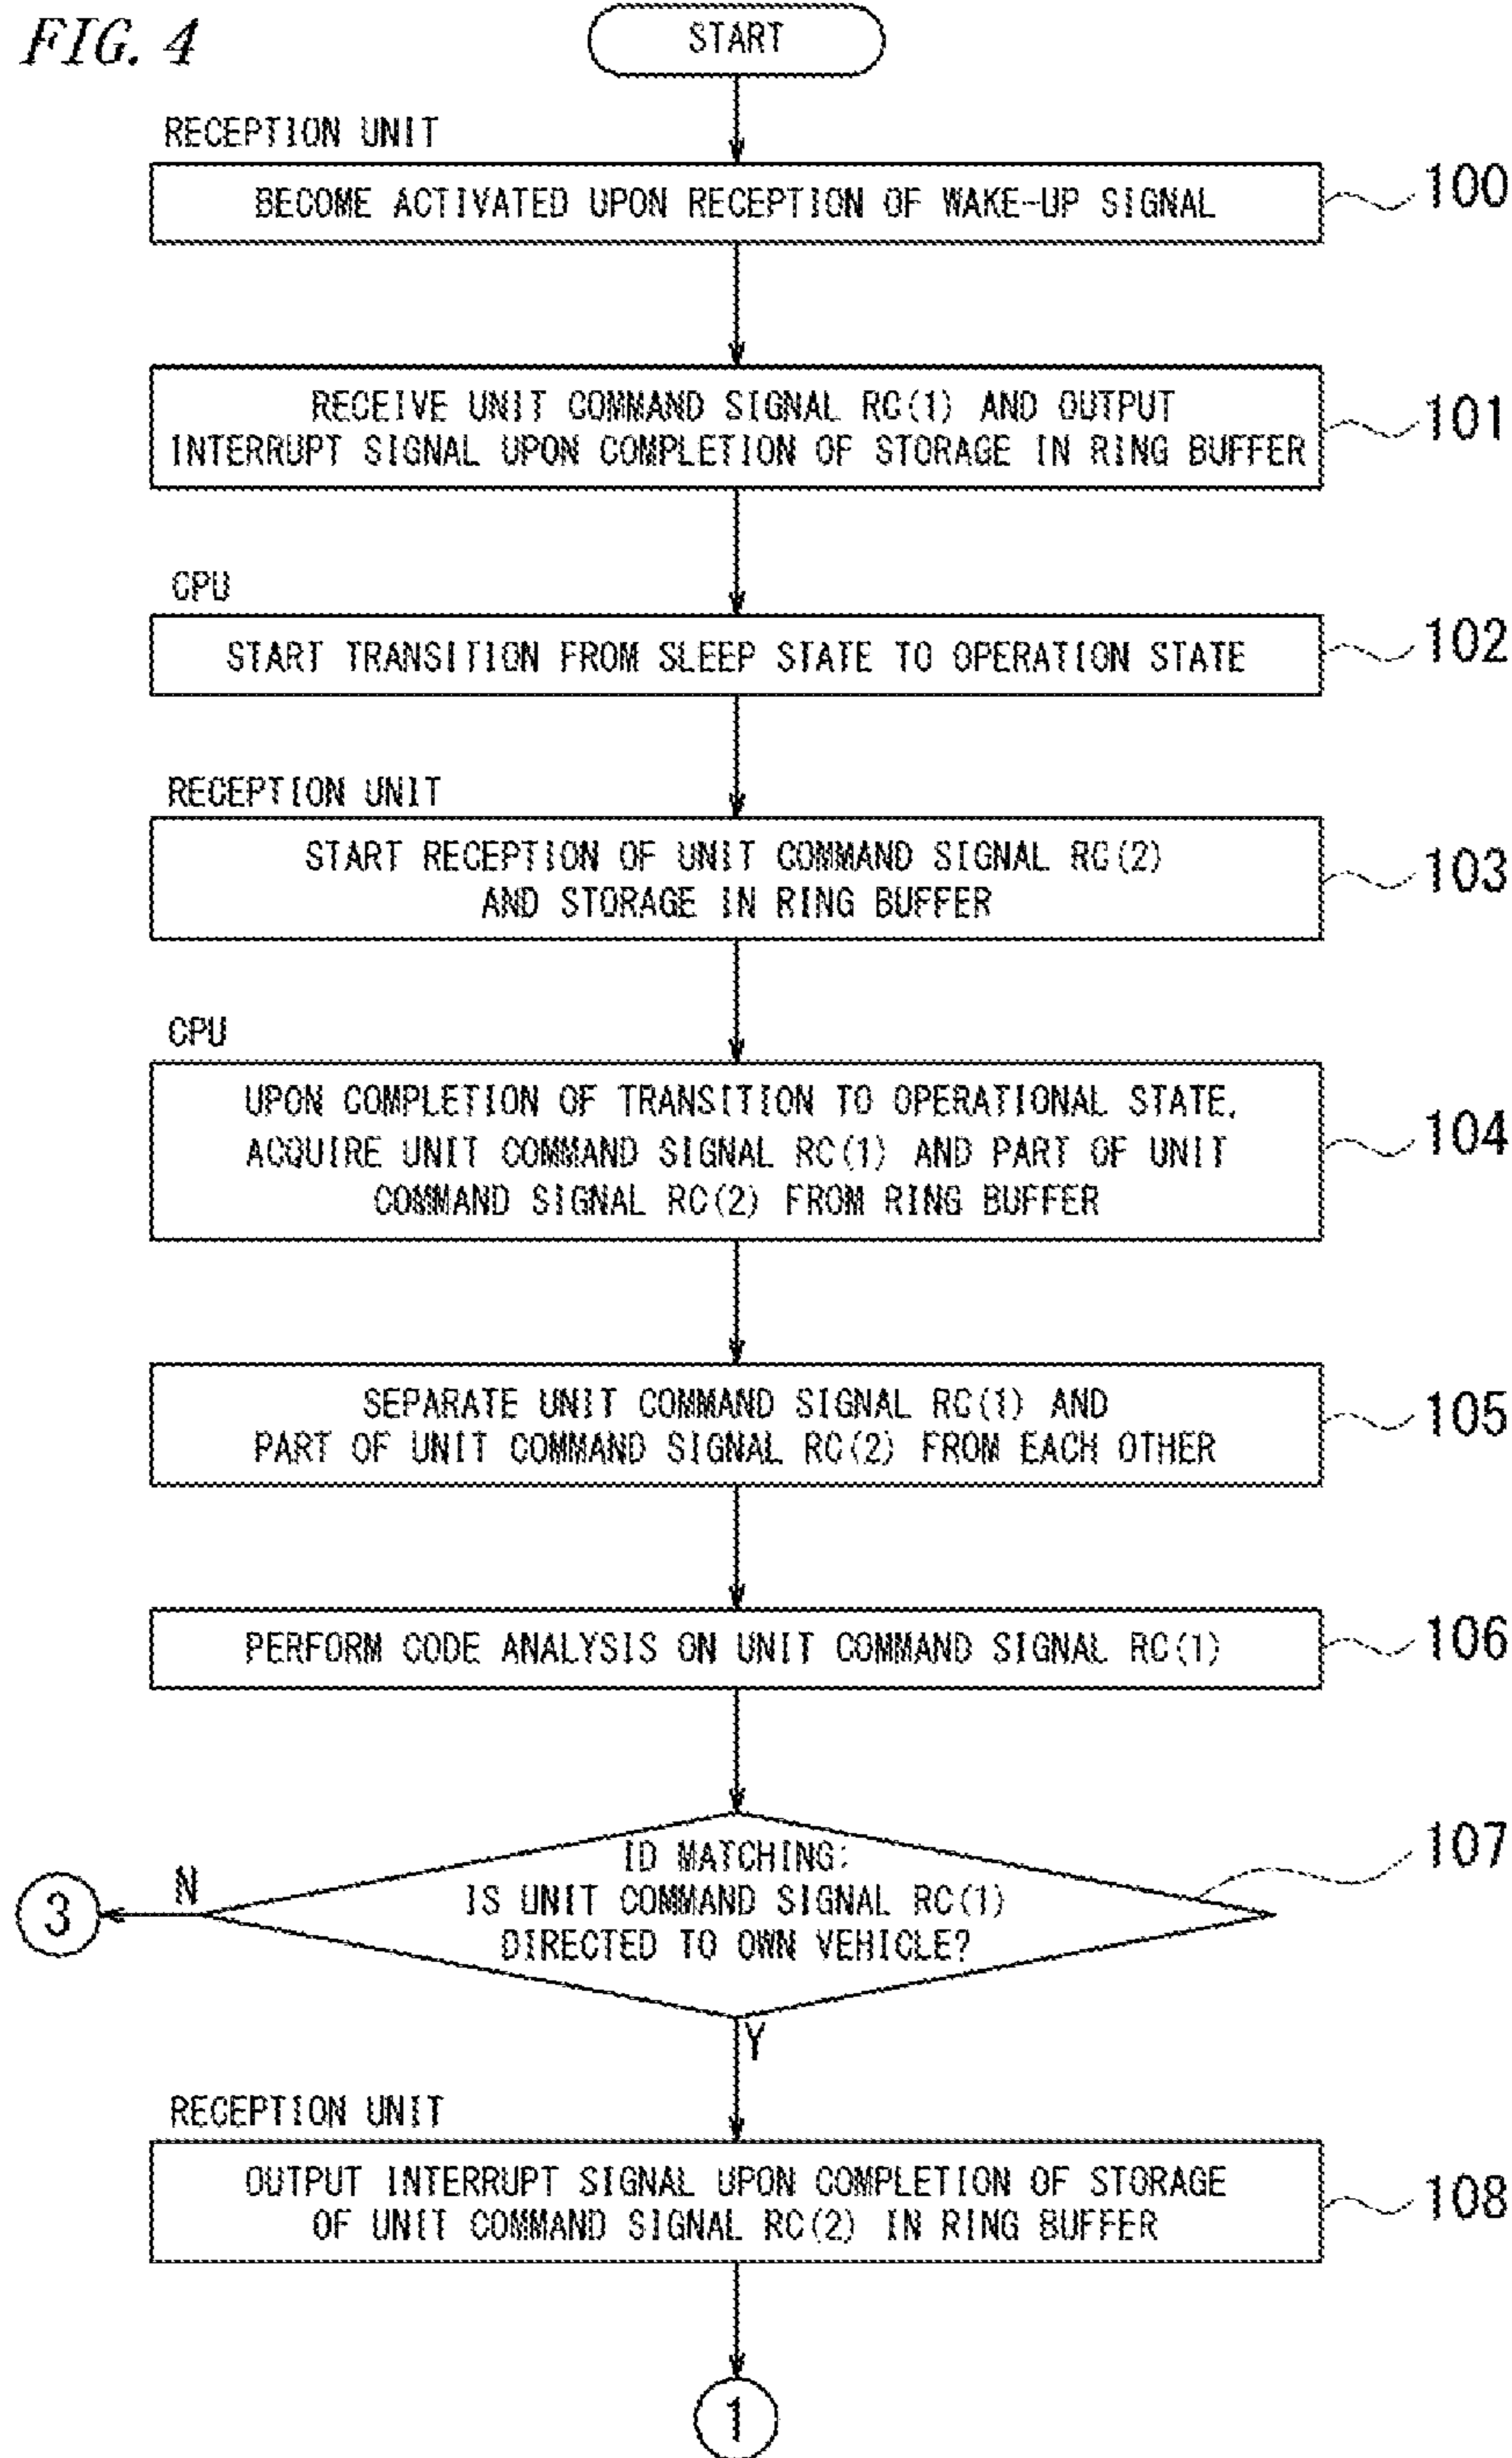 FIG. 4
START
RECEPTION UNIT
BECOME ACTIVATED UPON RECEPTION OF WAKE-UP SIGNAL
100
RECEIVE UNIT COMMAND SIGNAL RC(1) AND OUTPUT
INTERRUPT SIGNAL UPON COMPLETION OF STORAGE IN RING BUFFER
101
CPU
START TRANSITION FROM SLEEP STATE TO OPERATION STATE
102
RECEPTION UNIT
START RECEPTION OF UNIT COMMAND SIGNAL RC(2)
AND STORAGE IN RING BUFFER
103
CPU
UPON COMPLETION OF TRANSITION TO OPERATIONAL STATE,
ACQUIRE UNIT COMMAND SIGNAL RC(1) AND PART OF UNIT
COMMAND SIGNAL RC(2) FROM RING BUFFER
104
SEPARATE UNIT COMMAND SIGNAL RC(1) AND
PART OF UNIT COMMAND SIGNAL RC(2) FROM EACH OTHER
105
PERFORM CODE ANALYSIS ON UNIT COMMAND SIGNAL RC(1)
106
ID MATCHING:
IS UNIT COMMAND SIGNAL RC(1)
DIRECTED TO OWN VEHICLE?
107
N
3
Y
RECEPTION UNIT
OUTPUT INTERRUPT SIGNAL UPON COMPLETION OF STORAGE
OF UNIT COMMAND SIGNAL RC(2) IN RING BUFFER
108
1